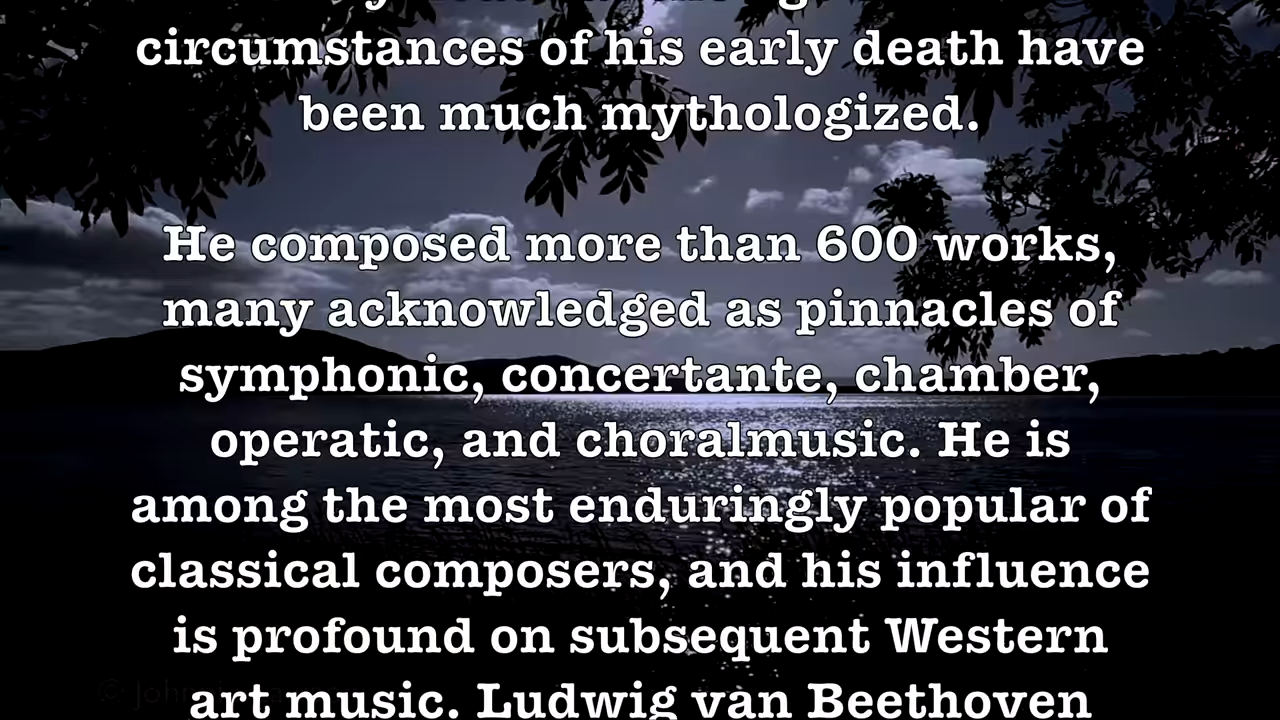 circumstances of his early death have
been much mythologized.
He composed more than 600 works,
many acknowledged as pinnacles of
symphonic, concertante, chamber,
operatic, and choralmusic. He is
among the most enduringly popular of
classical composers, and his influence
is profound on subsequent Western
art music. Ludwig van Beethoven